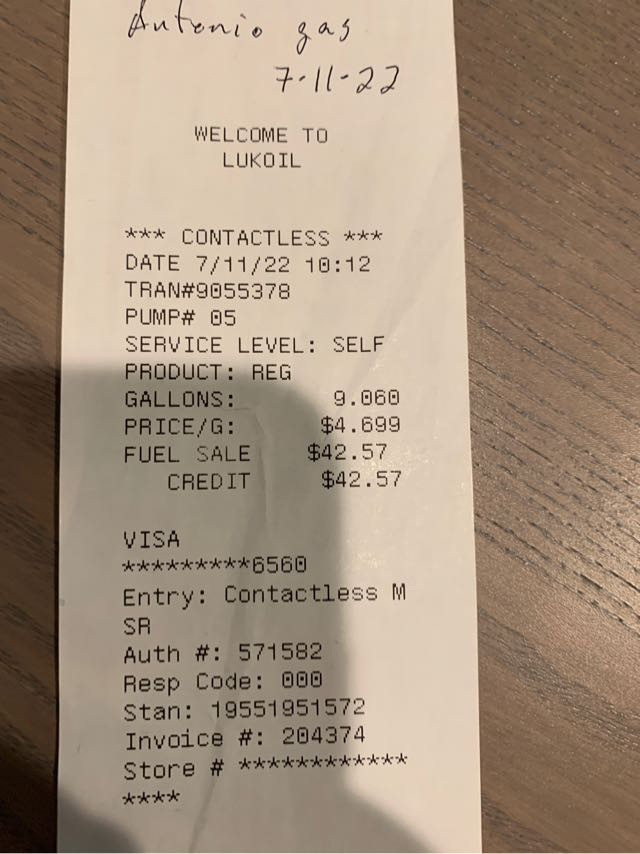 Antonio gas
7-11-22
WELCOME TO
LUKOIL
*** CONTACTLESS ***
DATE 7/11/22 10:12
TRAN#9055378
PUMP# 05
SERVICE LEVEL: SELF
PRODUCT: REG
GALLONS: 9.060
PRICE/G: $4.699
FUEL SALE $42.57
CREDIT $42.57
VISA
*********6560
Entry: Contactless M
SR
Auth #: 571582
Resp Code: 000
Stan: 19551951572
Invoice #: 204374
Store # ************
****